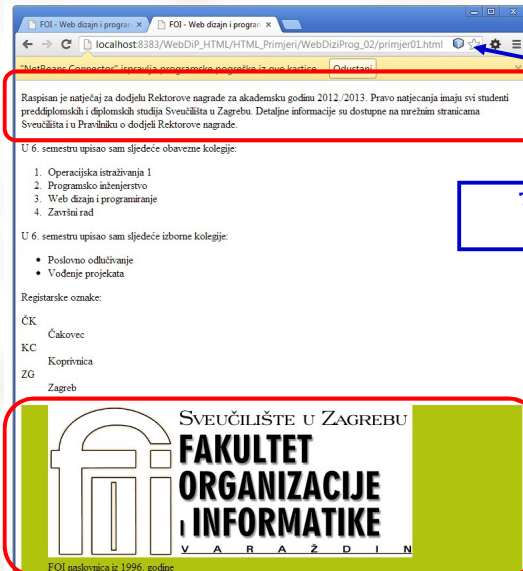 FOI - Web dizajn i progran
FOI - Web dizajn i progran
localhost:8383/WebDiP_HTML/HTML_Primjeri/WebDiziProg_02/primjer01.html
"NetBeans Connector" ispravlja programske pogreške iz ove kartice. Odustani
Raspisan je natječaj za dodjelu Rektorove nagrade za akademsku godinu 2012./2013. Pravo natjecanja imaju svi studenti
preddiplomskih i diplomskih studija Sveučilišta u Zagrebu. Detaljne informacije su dostupne na mrežnim stranicama
Sveučilišta i u Pravilniku o dodjeli Rektorove nagrade.
U 6. semestru upisao sam sljedeće obavezne kolegije:
1. Operacijska istraživanja 1
2. Programsko inženjerstvo
3. Web dizajn i programiranje
4. Završni rad
U 6. semestru upisao sam sljedeće izborne kolegije:
• Poslovno odlučivanje
• Vođenje projekata
Registarske oznake:
ČK
Čakovec
KC
Koprivnica
ZG
Zagreb
SVEUČILIŠTE U ZAGREBU
FAKULTET
ORGANIZACIJE
I INFORMATIKE
VARAŽDIN
FOI naslovnica iz 1996. godine